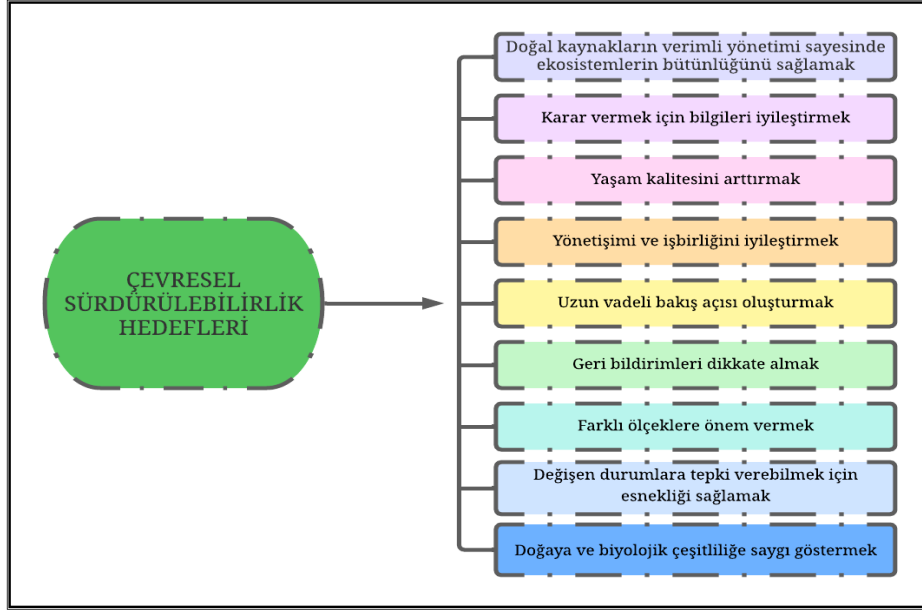 ÇEVRESEL
SÜRDÜRÜLEBİLİRLİK
HEDEFLERİ
Doğal kaynakların verimli yönetimi sayesinde
ekosistemlerin bütünlüğünü sağlamak
Karar vermek için bilgileri iyileştirmek
Yaşam kalitesini arttırmak
Yönetişimi ve işbirliğini iyileştirmek
Uzun vadeli bakış açısı oluşturmak
Geri bildirimleri dikkate almak
Farklı ölçeklere önem vermek
Değişen durumlara tepki verebilmek için
esnekliği sağlamak
Doğaya ve biyolojik çeşitliliğe saygı göstermek